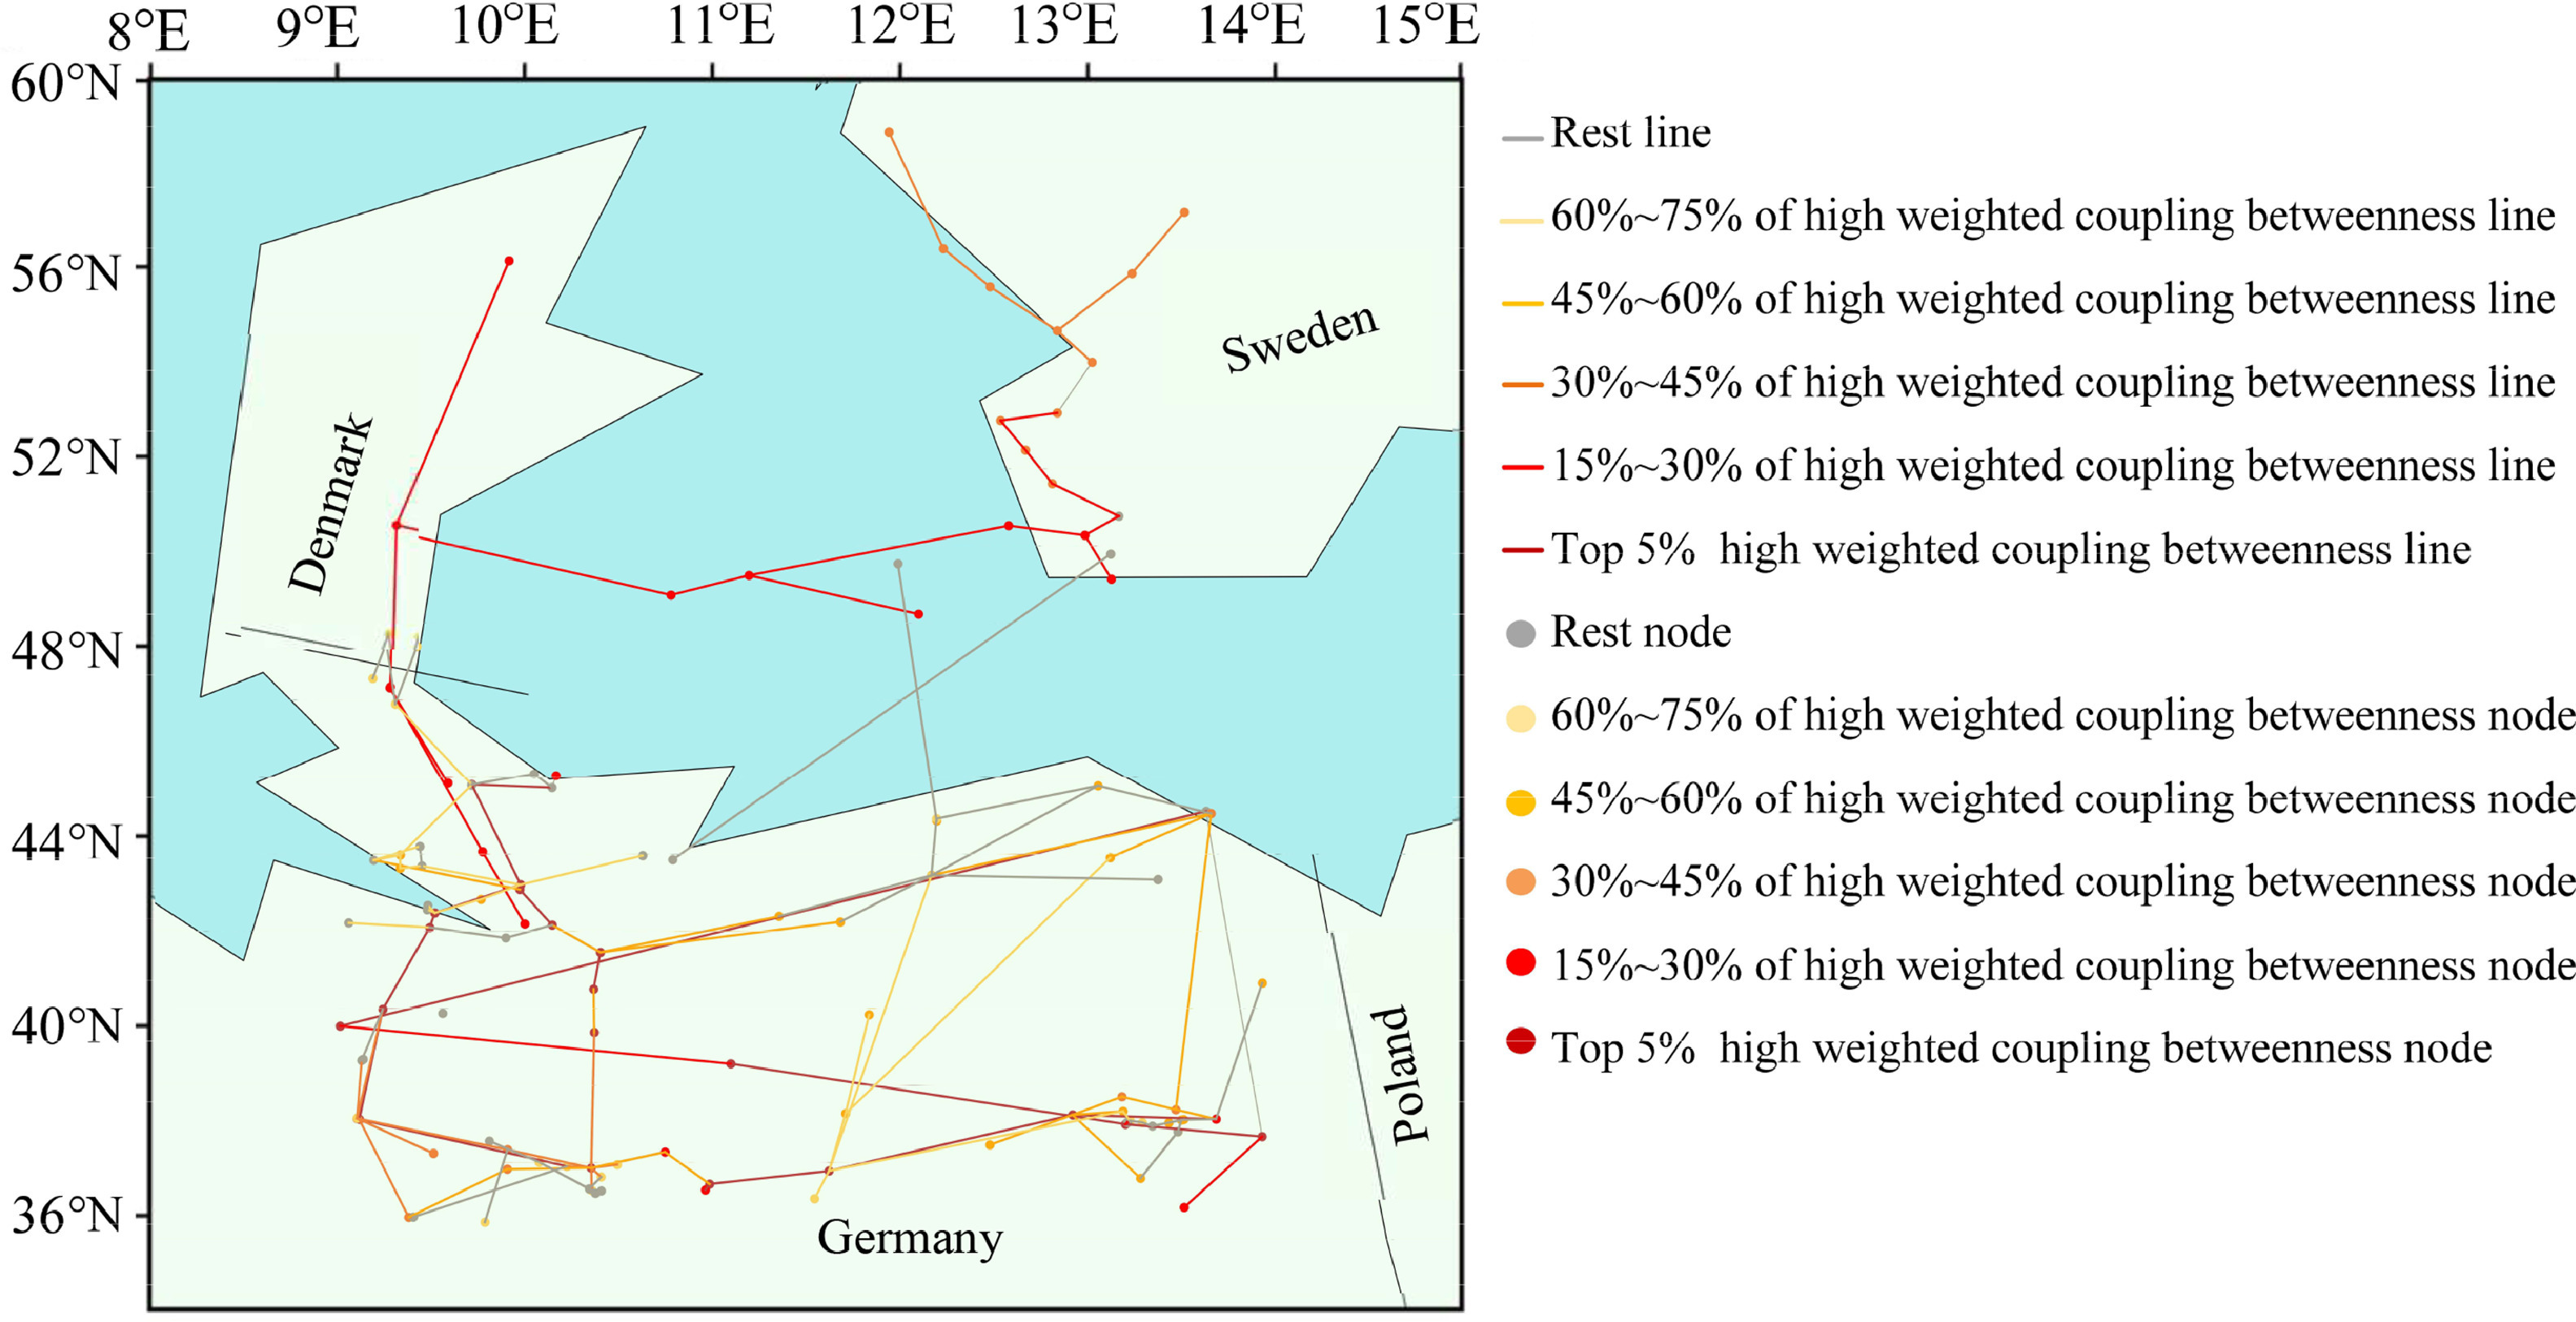 8°E 9°E 10°E 11°E 12°E 13°E 14°E 15°E
60°N
56°N
52°N
48°N
44°N
40°N
36°N
Sweden
Denmark
Poland
Germany
Rest line
60%~75% of high weighted coupling betweenness line
45%~60% of high weighted coupling betweenness line
30%~45% of high weighted coupling betweenness line
15%~30% of high weighted coupling betweenness line
Top 5% high weighted coupling betweenness line
Rest node
60%~75% of high weighted coupling betweenness node
45%~60% of high weighted coupling betweenness node
30%~45% of high weighted coupling betweenness node
15%~30% of high weighted coupling betweenness node
Top 5% high weighted coupling betweenness node